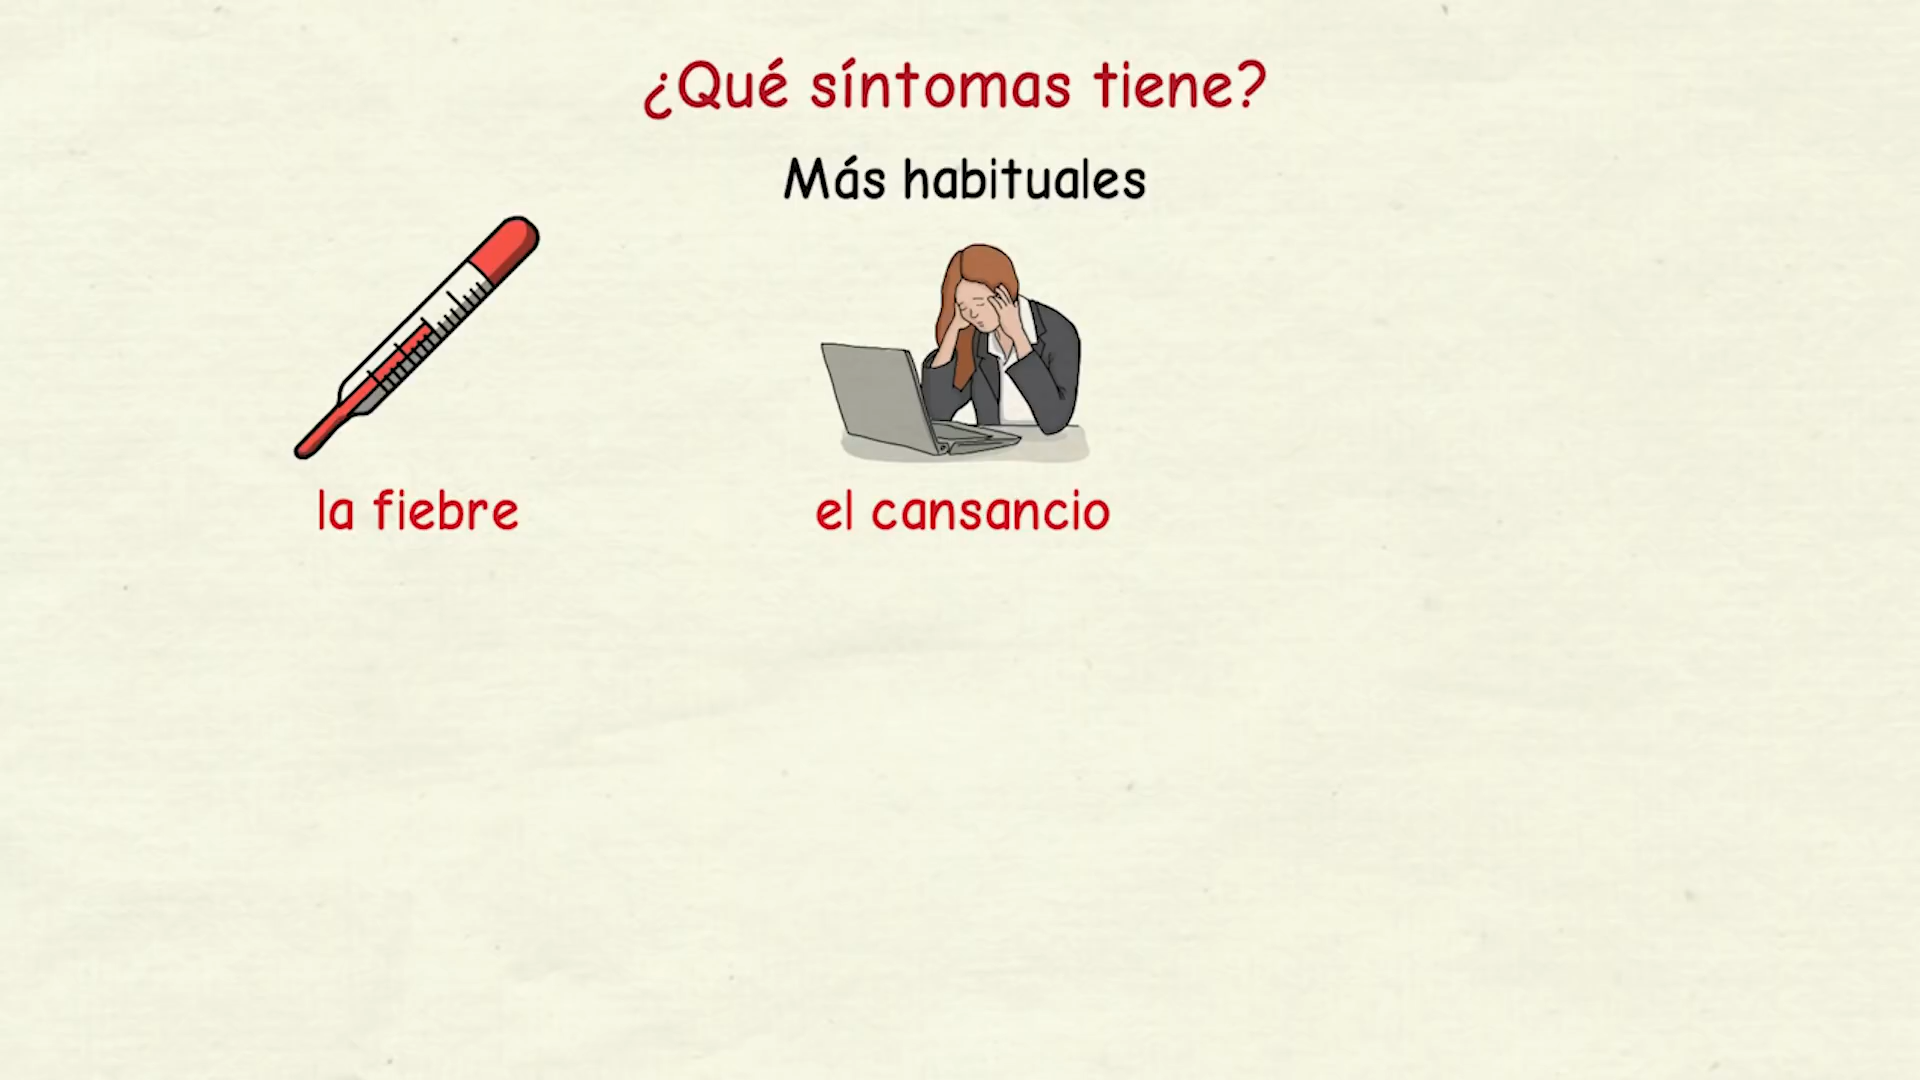 ¿Qué síntomas tiene?
Más habituales
la fiebre
el cansancio